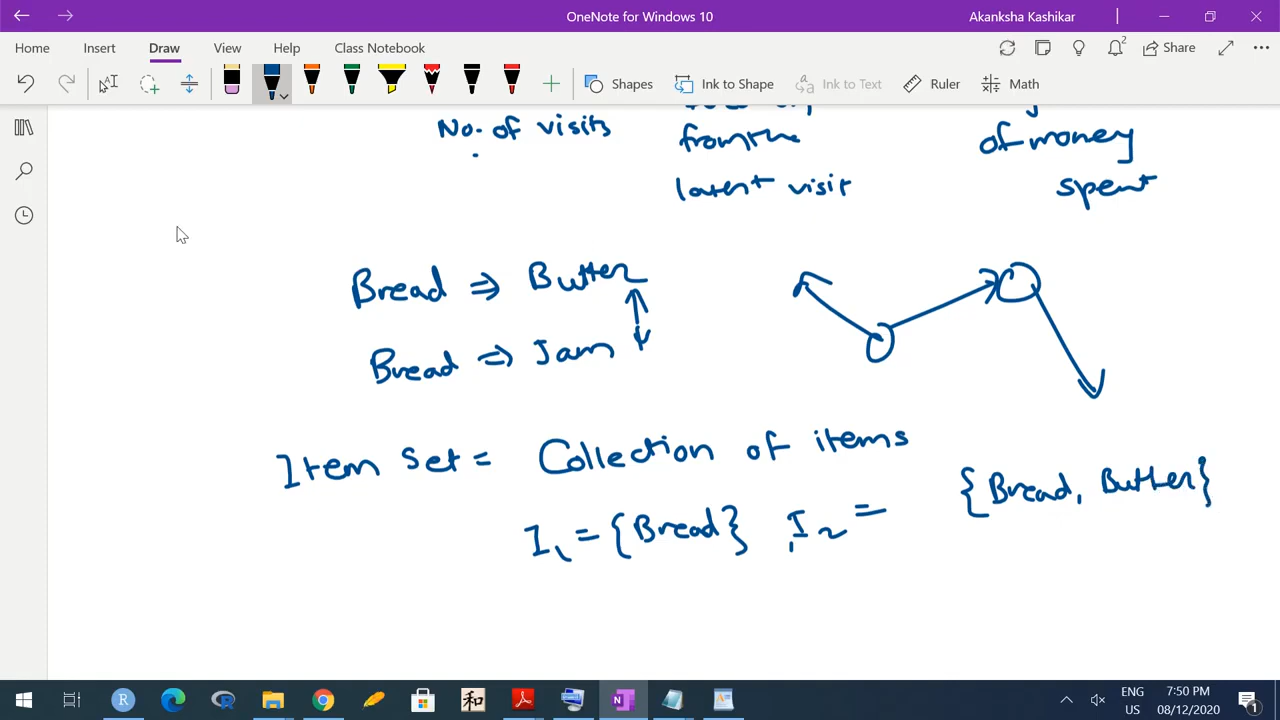 OneNote for Windows 10
Akanksha Kashikar
Home Insert Draw View Help Class Notebook
Share
Shapes Ink to Shape Ink to Text Ruler Math
No. of visits
from the
latest visit
of money
spent
Bread ⇒ Butter
Bread ⇒ Jam
Item Set = Collection of items
I1 = {Bread}, I2 = {Bread, Butter}
ENG
US
7:50 PM
08/12/2020